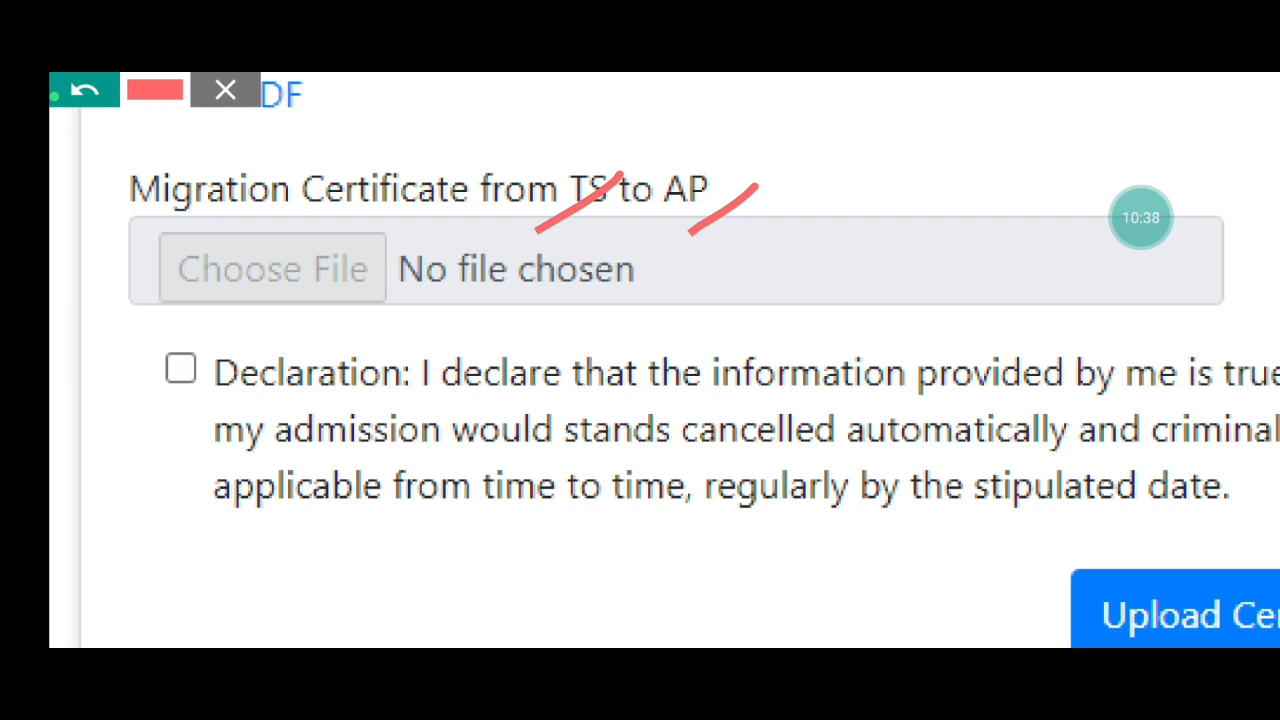 DF
Migration Certificate from TS to AP
10:38
Choose File No file chosen
Declaration: I declare that the information provided by me is true
my admission would stands cancelled automatically and criminal
applicable from time to time, regularly by the stipulated date.
Upload Cer